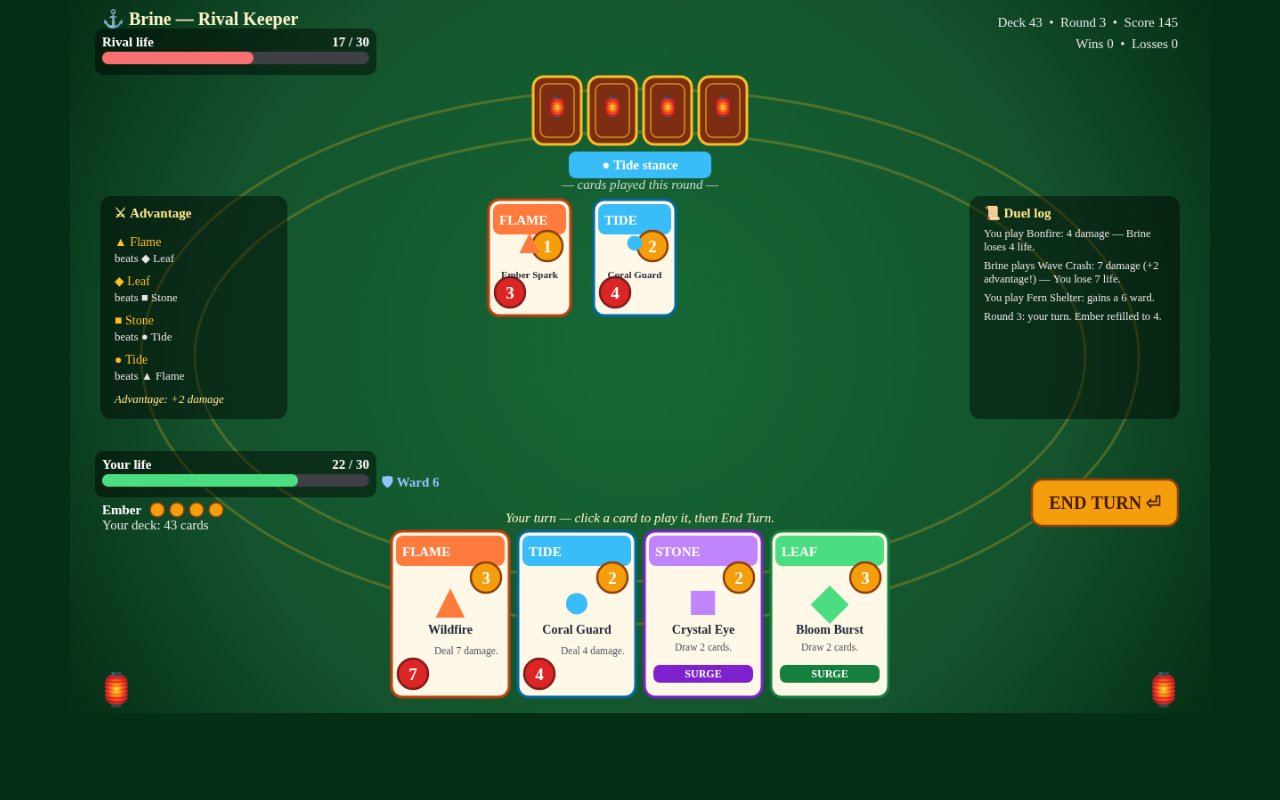 ⚓ Brine — Rival Keeper
Rival life 17 / 30
Deck 43 • Round 3 • Score 145
Wins 0 • Losses 0
● Tide stance
— cards played this round —
⚔ Advantage
▲ Flame
beats ◆ Leaf
◆ Leaf
beats ■ Stone
■ Stone
beats ● Tide
● Tide
beats ▲ Flame
Advantage: +2 damage
FLAME
1
Ember Spark
3
TIDE
2
Coral Guard
4
📜 Duel log
You play Bonfire: 4 damage — Brine
loses 4 life.
Brine plays Wave Crash: 7 damage (+2
advantage!) — You lose 7 life.
You play Fern Shelter: gains a 6 ward.
Round 3: your turn. Ember refilled to 4.
Your life 22 / 30
Ward 6
Ember
Your deck: 43 cards
END TURN ⏎
Your turn — click a card to play it, then End Turn.
FLAME
3
Wildfire
Deal 7 damage.
7
TIDE
2
Coral Guard
Deal 4 damage.
4
STONE
2
Crystal Eye
Draw 2 cards.
SURGE
LEAF
3
Bloom Burst
Draw 2 cards.
SURGE